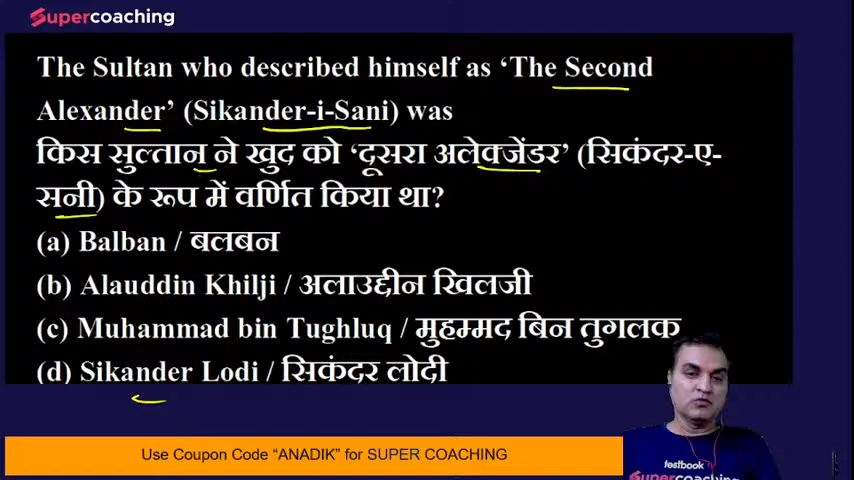 Supercoaching
The Sultan who described himself as ‘The Second
Alexander’ (Sikander-i-Sani) was
किस सुल्तान ने खुद को ‘दूसरा अलेक्जेंडर’ (सिकंदर-ए-
सनी) के रूप में वर्णित किया था?
(a) Balban / बलबन
(b) Alauddin Khilji / अलाउद्दीन खिलजी
(c) Muhammad bin Tughluq / मुहम्मद बिन तुगलक
(d) Sikander Lodi / सिकंदर लोदी
Use Coupon Code “ANADIK” for SUPER COACHING
testbook
Supercoaching